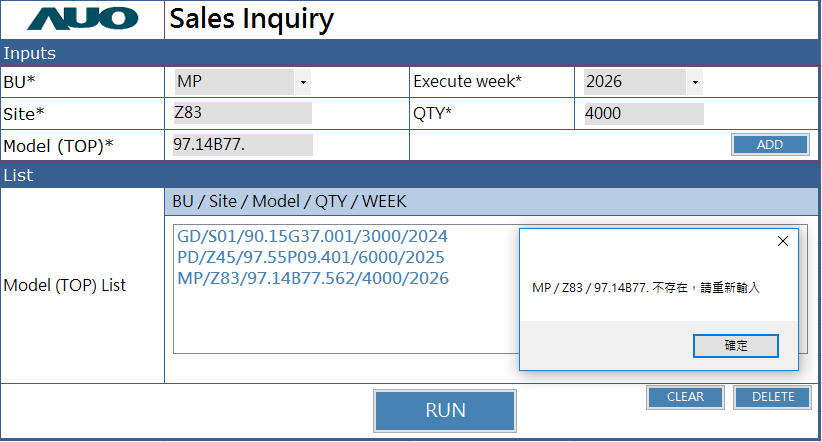 AUO Sales Inquiry
Inputs
BU* MP Execute week* 2026
Site* Z83 QTY* 4000
Model (TOP)* 97.14B77. ADD
List
BU / Site / Model / QTY / WEEK
Model (TOP) List
GD/S01/90.15G37.001/3000/2024
PD/Z45/97.55P09.401/6000/2025
MP/Z83/97.14B77.562/4000/2026
MP / Z83 / 97.14B77. 不存在，請重新輸入
確定
RUN CLEAR DELETE